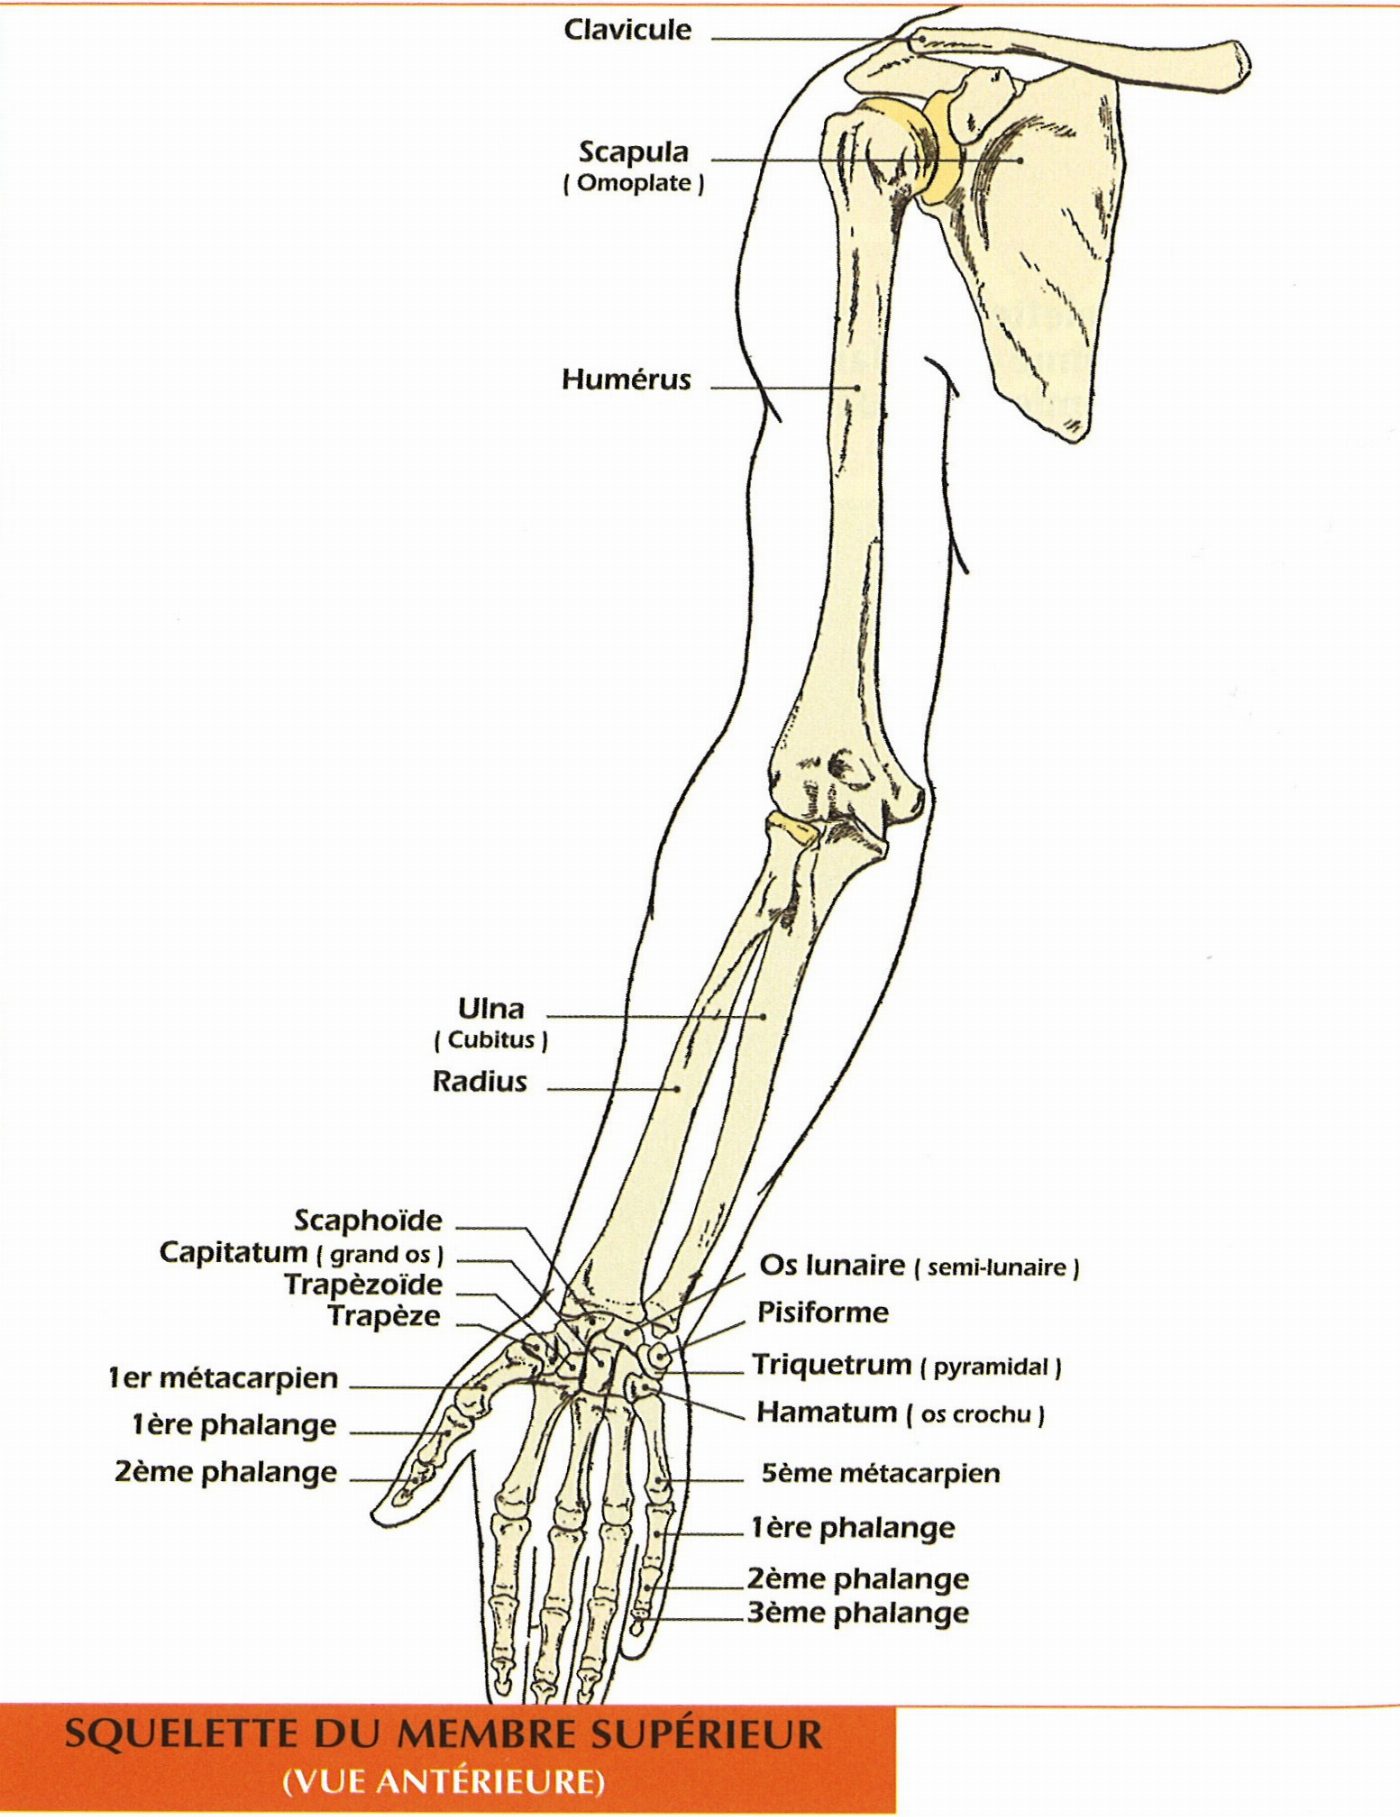 Clavicule
Scapula
( Omoplate )
Humérus
Ulna
( Cubitus )
Radius
Scaphoïde
Capitatum ( grand os )
Trapèzoïde
Trapèze
1er métacarpien
1ère phalange
2ème phalange
Os lunaire ( semi-lunaire )
Pisiforme
Triquetrum ( pyramidal )
Hamatum ( os crochu )
5ème métacarpien
1ère phalange
2ème phalange
3ème phalange
SQUELETTE DU MEMBRE SUPÉRIEUR
(VUE ANTÉRIEURE)